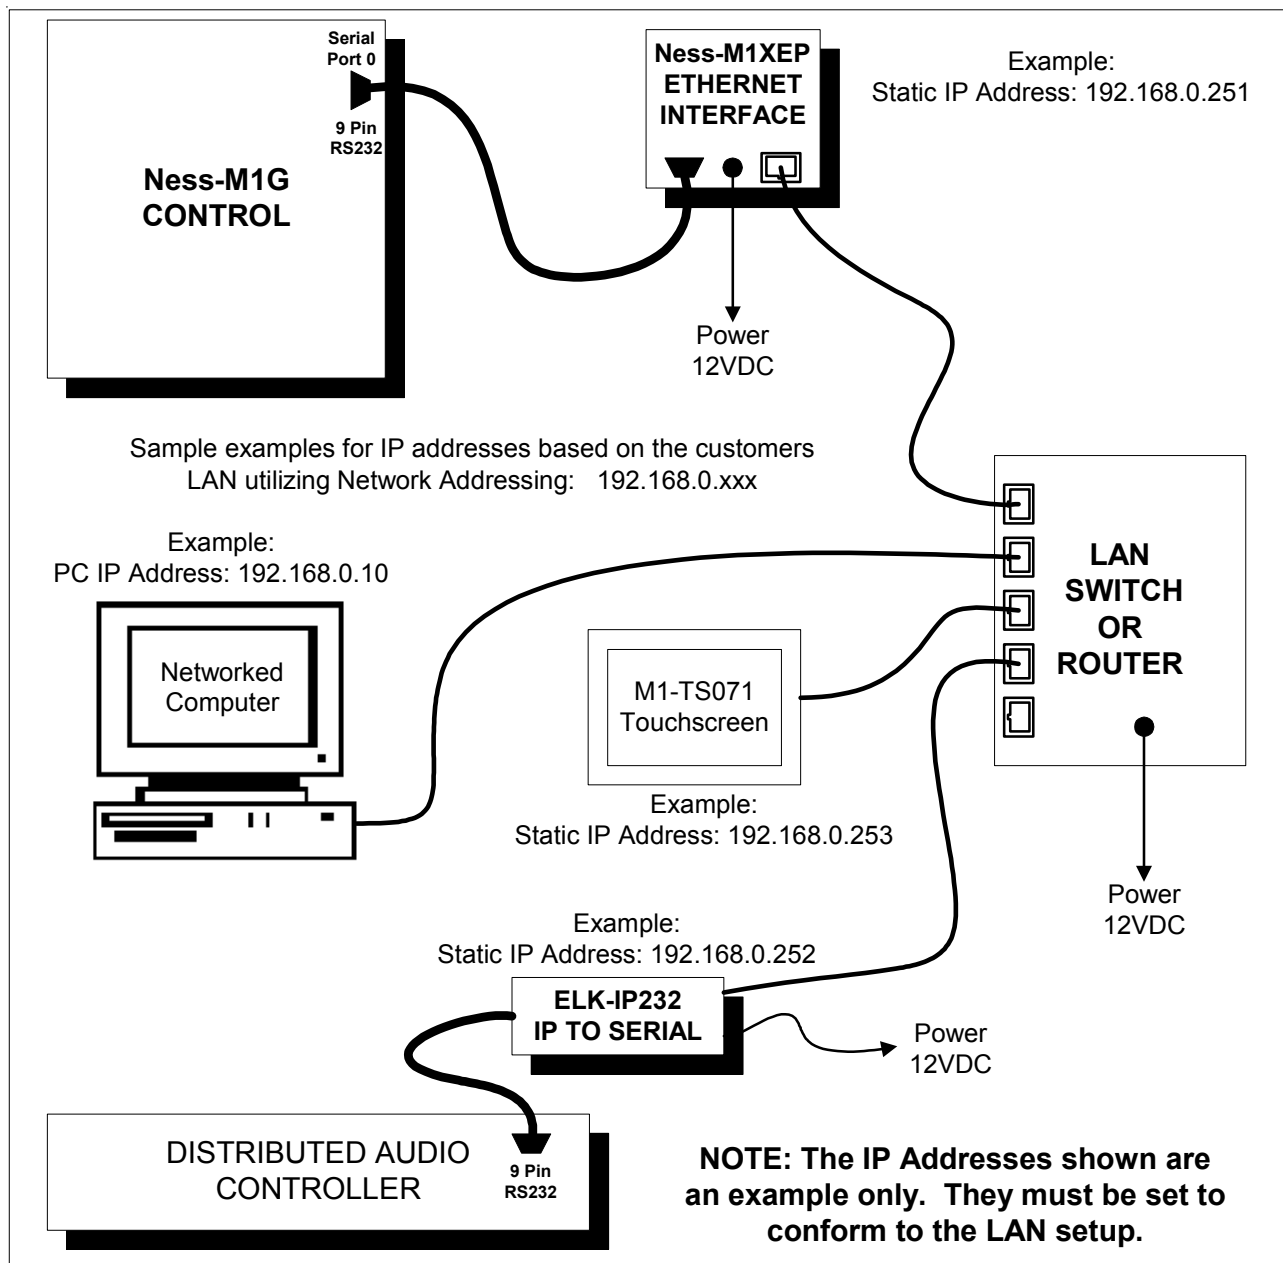 Serial
Port 0
9 Pin
RS232
Ness-M1G
CONTROL
Ness-M1XEP
ETHERNET
INTERFACE
Example:
Static IP Address: 192.168.0.251
Power
12VDC
Sample examples for IP addresses based on the customers
LAN utilizing Network Addressing: 192.168.0.xxx
Example:
PC IP Address: 192.168.0.10
Networked
Computer
M1-TS071
Touchscreen
Example:
Static IP Address: 192.168.0.253
LAN
SWITCH
OR
ROUTER
Power
12VDC
Example:
Static IP Address: 192.168.0.252
ELK-IP232
IP TO SERIAL
Power
12VDC
DISTRIBUTED AUDIO
CONTROLLER
9 Pin
RS232
NOTE: The IP Addresses shown are
an example only. They must be set to
conform to the LAN setup.